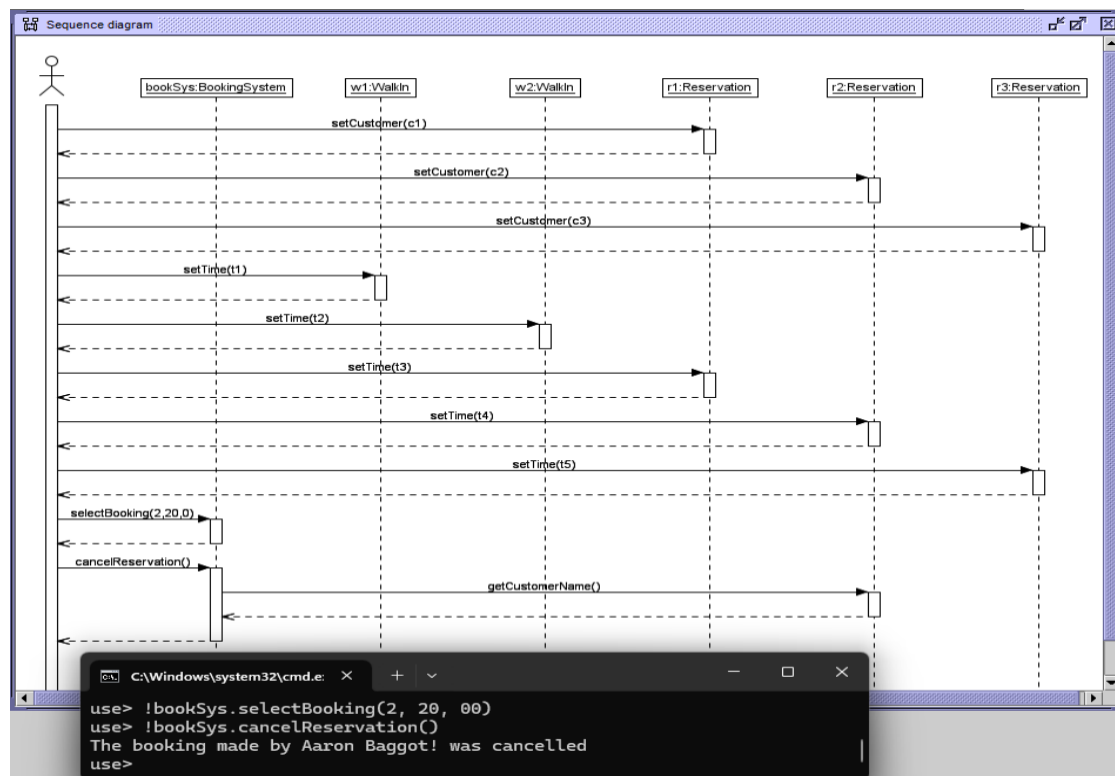 Sequence diagram
bookSys:BookingSystem w1:WalkIn w2:WalkIn r1:Reservation r2:Reservation r3:Reservation
setCustomer(c1)
setCustomer(c2)
setCustomer(c3)
setTime(t1)
setTime(t2)
setTime(t3)
setTime(t4)
setTime(t5)
selectBooking(2,20,0)
cancelReservation()
getCustomerName()
C:\Windows\system32\cmd.e:
use> !bookSys.selectBooking(2, 20, 00)
use> !bookSys.cancelReservation()
The booking made by Aaron Baggot! was cancelled
use>